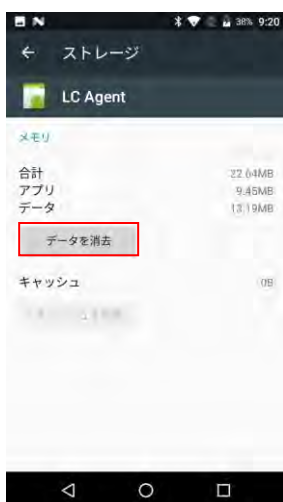 N 38% 9:20
ストレージ
LC Agent
メモリ
合計 22.64MB
アプリ 9.45MB
データ 13.19MB
データを消去
キャッシュ 0B